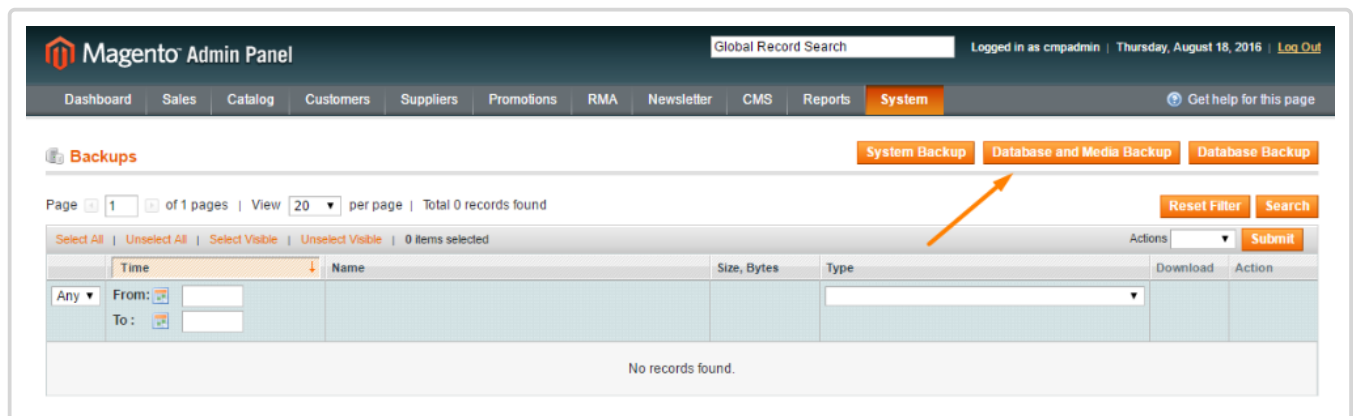 Magento Admin Panel
Global Record Search
Logged in as cmpadmin | Thursday, August 18, 2016 | Log Out
Dashboard Sales Catalog Customers Suppliers Promotions RMA Newsletter CMS Reports System Get help for this page
Backups System Backup Database and Media Backup Database Backup
Page 1 of 1 pages | View 20 per page | Total 0 records found Reset Filter Search
Select All | Unselect All | Select Visible | Unselect Visible | 0 items selected Actions Submit
Time Name Size, Bytes Type Download Action
Any From:
To :
No records found.